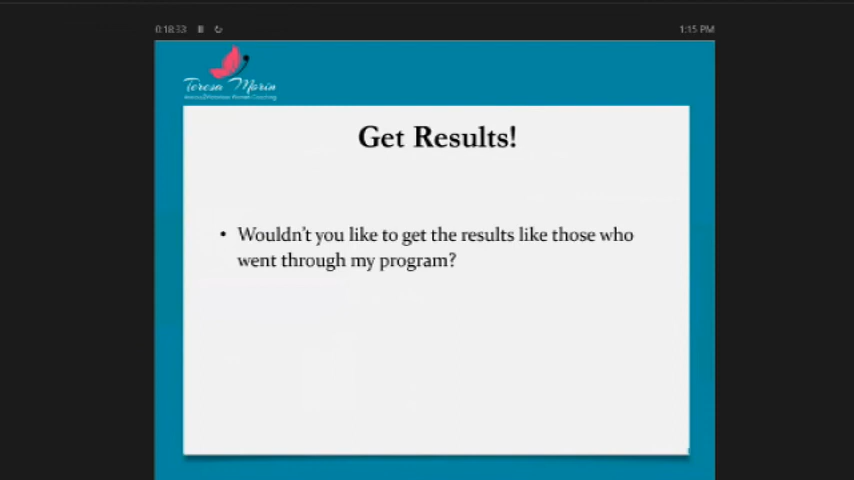 0:18:33
1:15 PM
Teresa Morin
Get Results!
• Wouldn't you like to get the results like those who
went through my program?